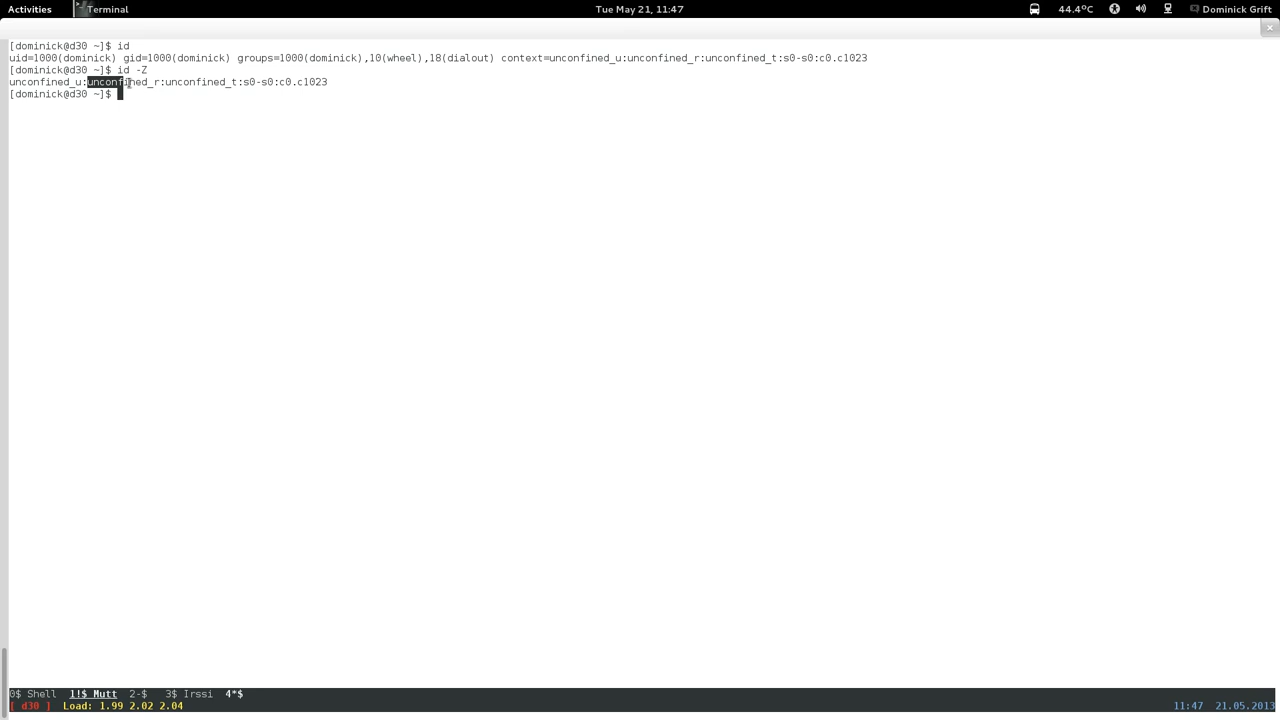 Activities Terminal Tue May 21, 11:47 44.4°C Dominick Grift
[dominick@d30 ~]$ id
uid=1000(dominick) gid=1000(dominick) groups=1000(dominick),10(wheel),18(dialout) context=unconfined_u:unconfined_r:unconfined_t:s0-s0:c0.c1023
[dominick@d30 ~]$ id -Z
unconfined_u:unconfined_r:unconfined_t:s0-s0:c0.c1023
[dominick@d30 ~]$
0$ Shell 1!$ Mutt 2-$ 3$ Irssi 4*$
[ d30 ] Load: 1.99 2.02 2.04 11:47 21.05.2013